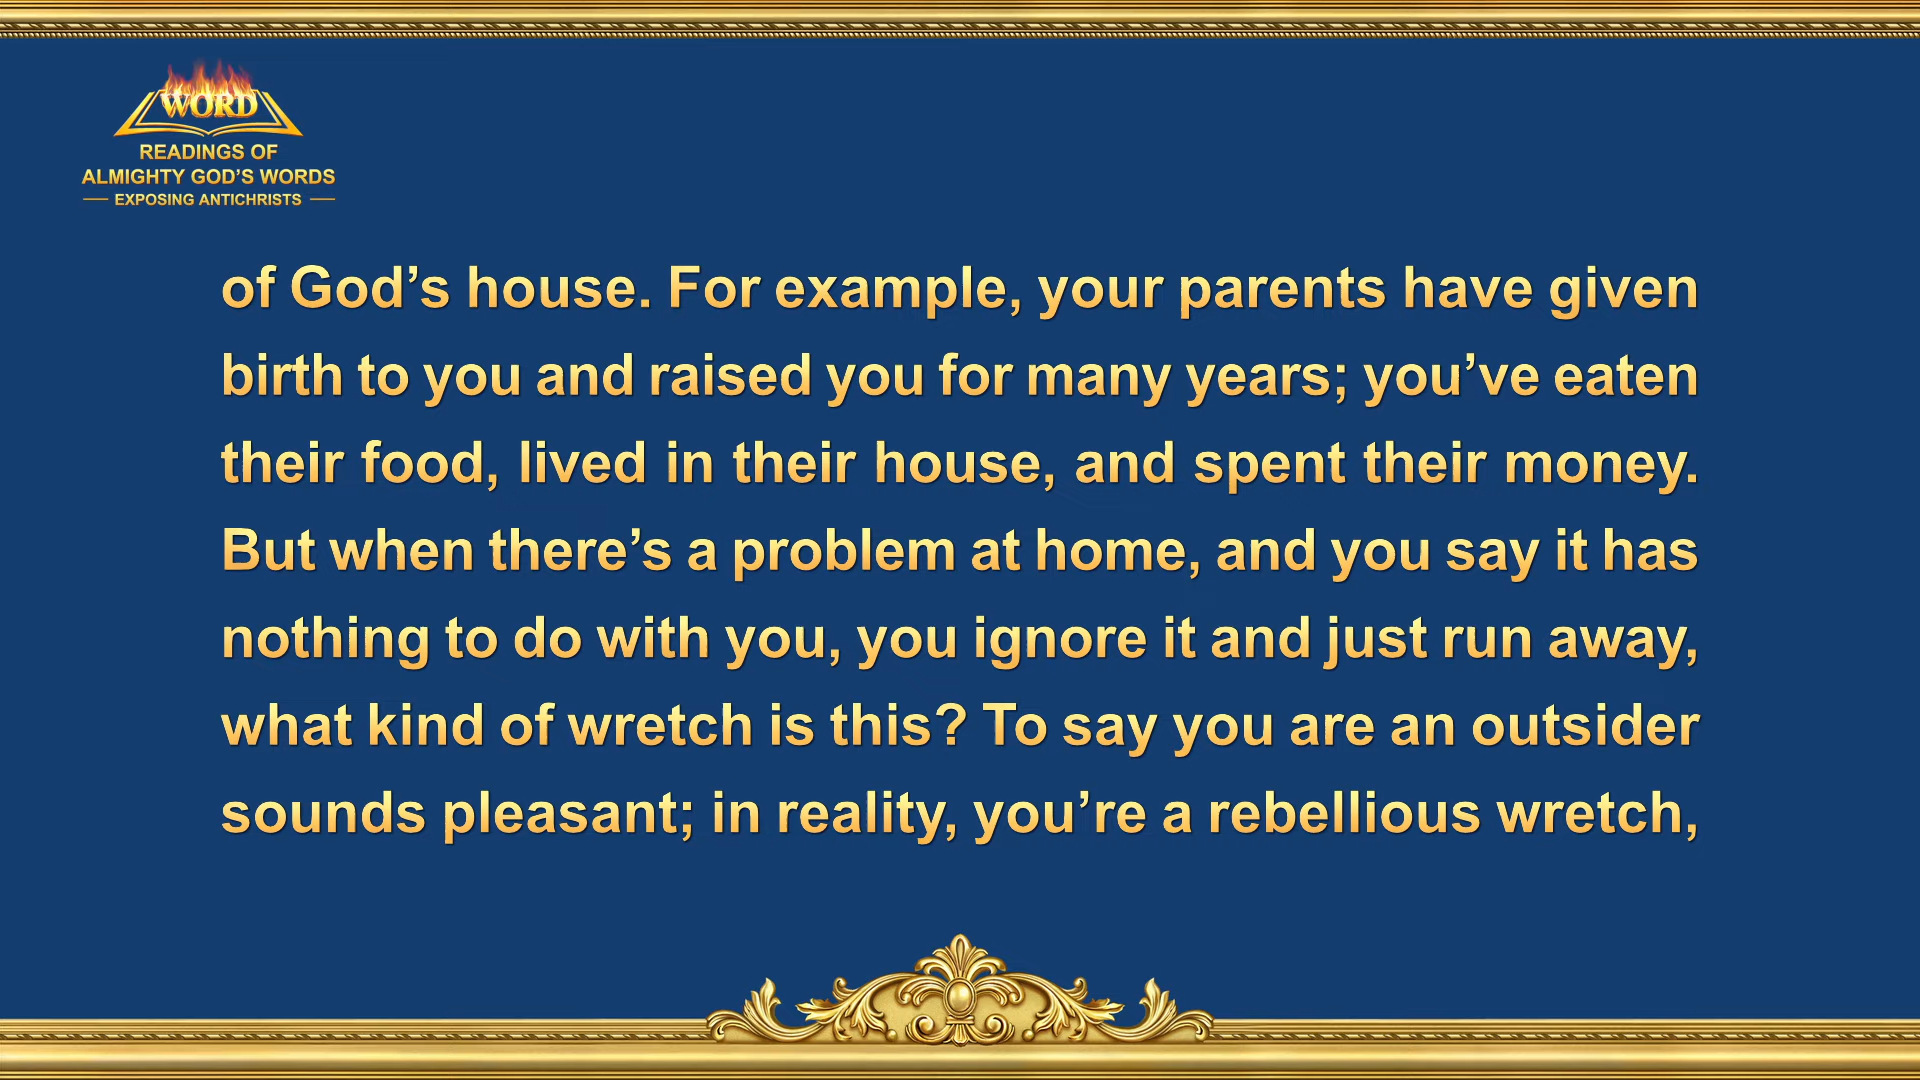 WORD
READINGS OF
ALMIGHTY GOD’S WORDS
EXPOSING ANTICHRISTS
of God’s house. For example, your parents have given
birth to you and raised you for many years; you’ve eaten
their food, lived in their house, and spent their money.
But when there’s a problem at home, and you say it has
nothing to do with you, you ignore it and just run away,
what kind of wretch is this? To say you are an outsider
sounds pleasant; in reality, you’re a rebellious wretch,